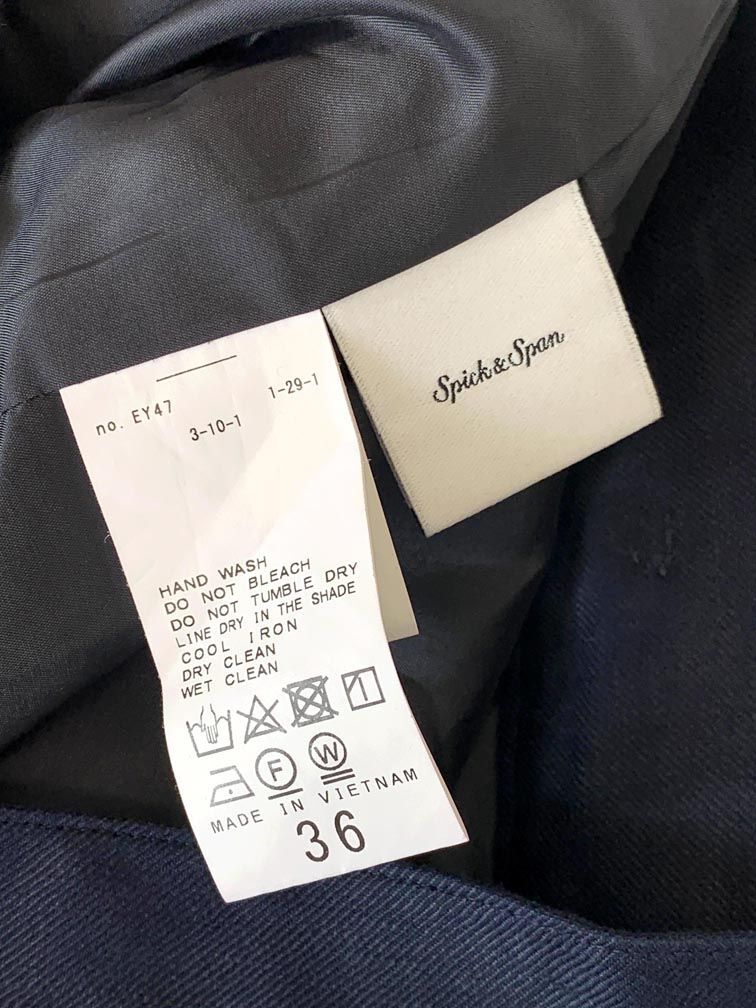 Spick & Span
no. EY47
1-29-1
3-10-1
HAND WASH
DO NOT BLEACH
DO NOT TUMBLE DRY
LINE DRY IN THE SHADE
COOL IRON
DRY CLEAN
WET CLEAN
F
W
MADE IN VIETNAM
36